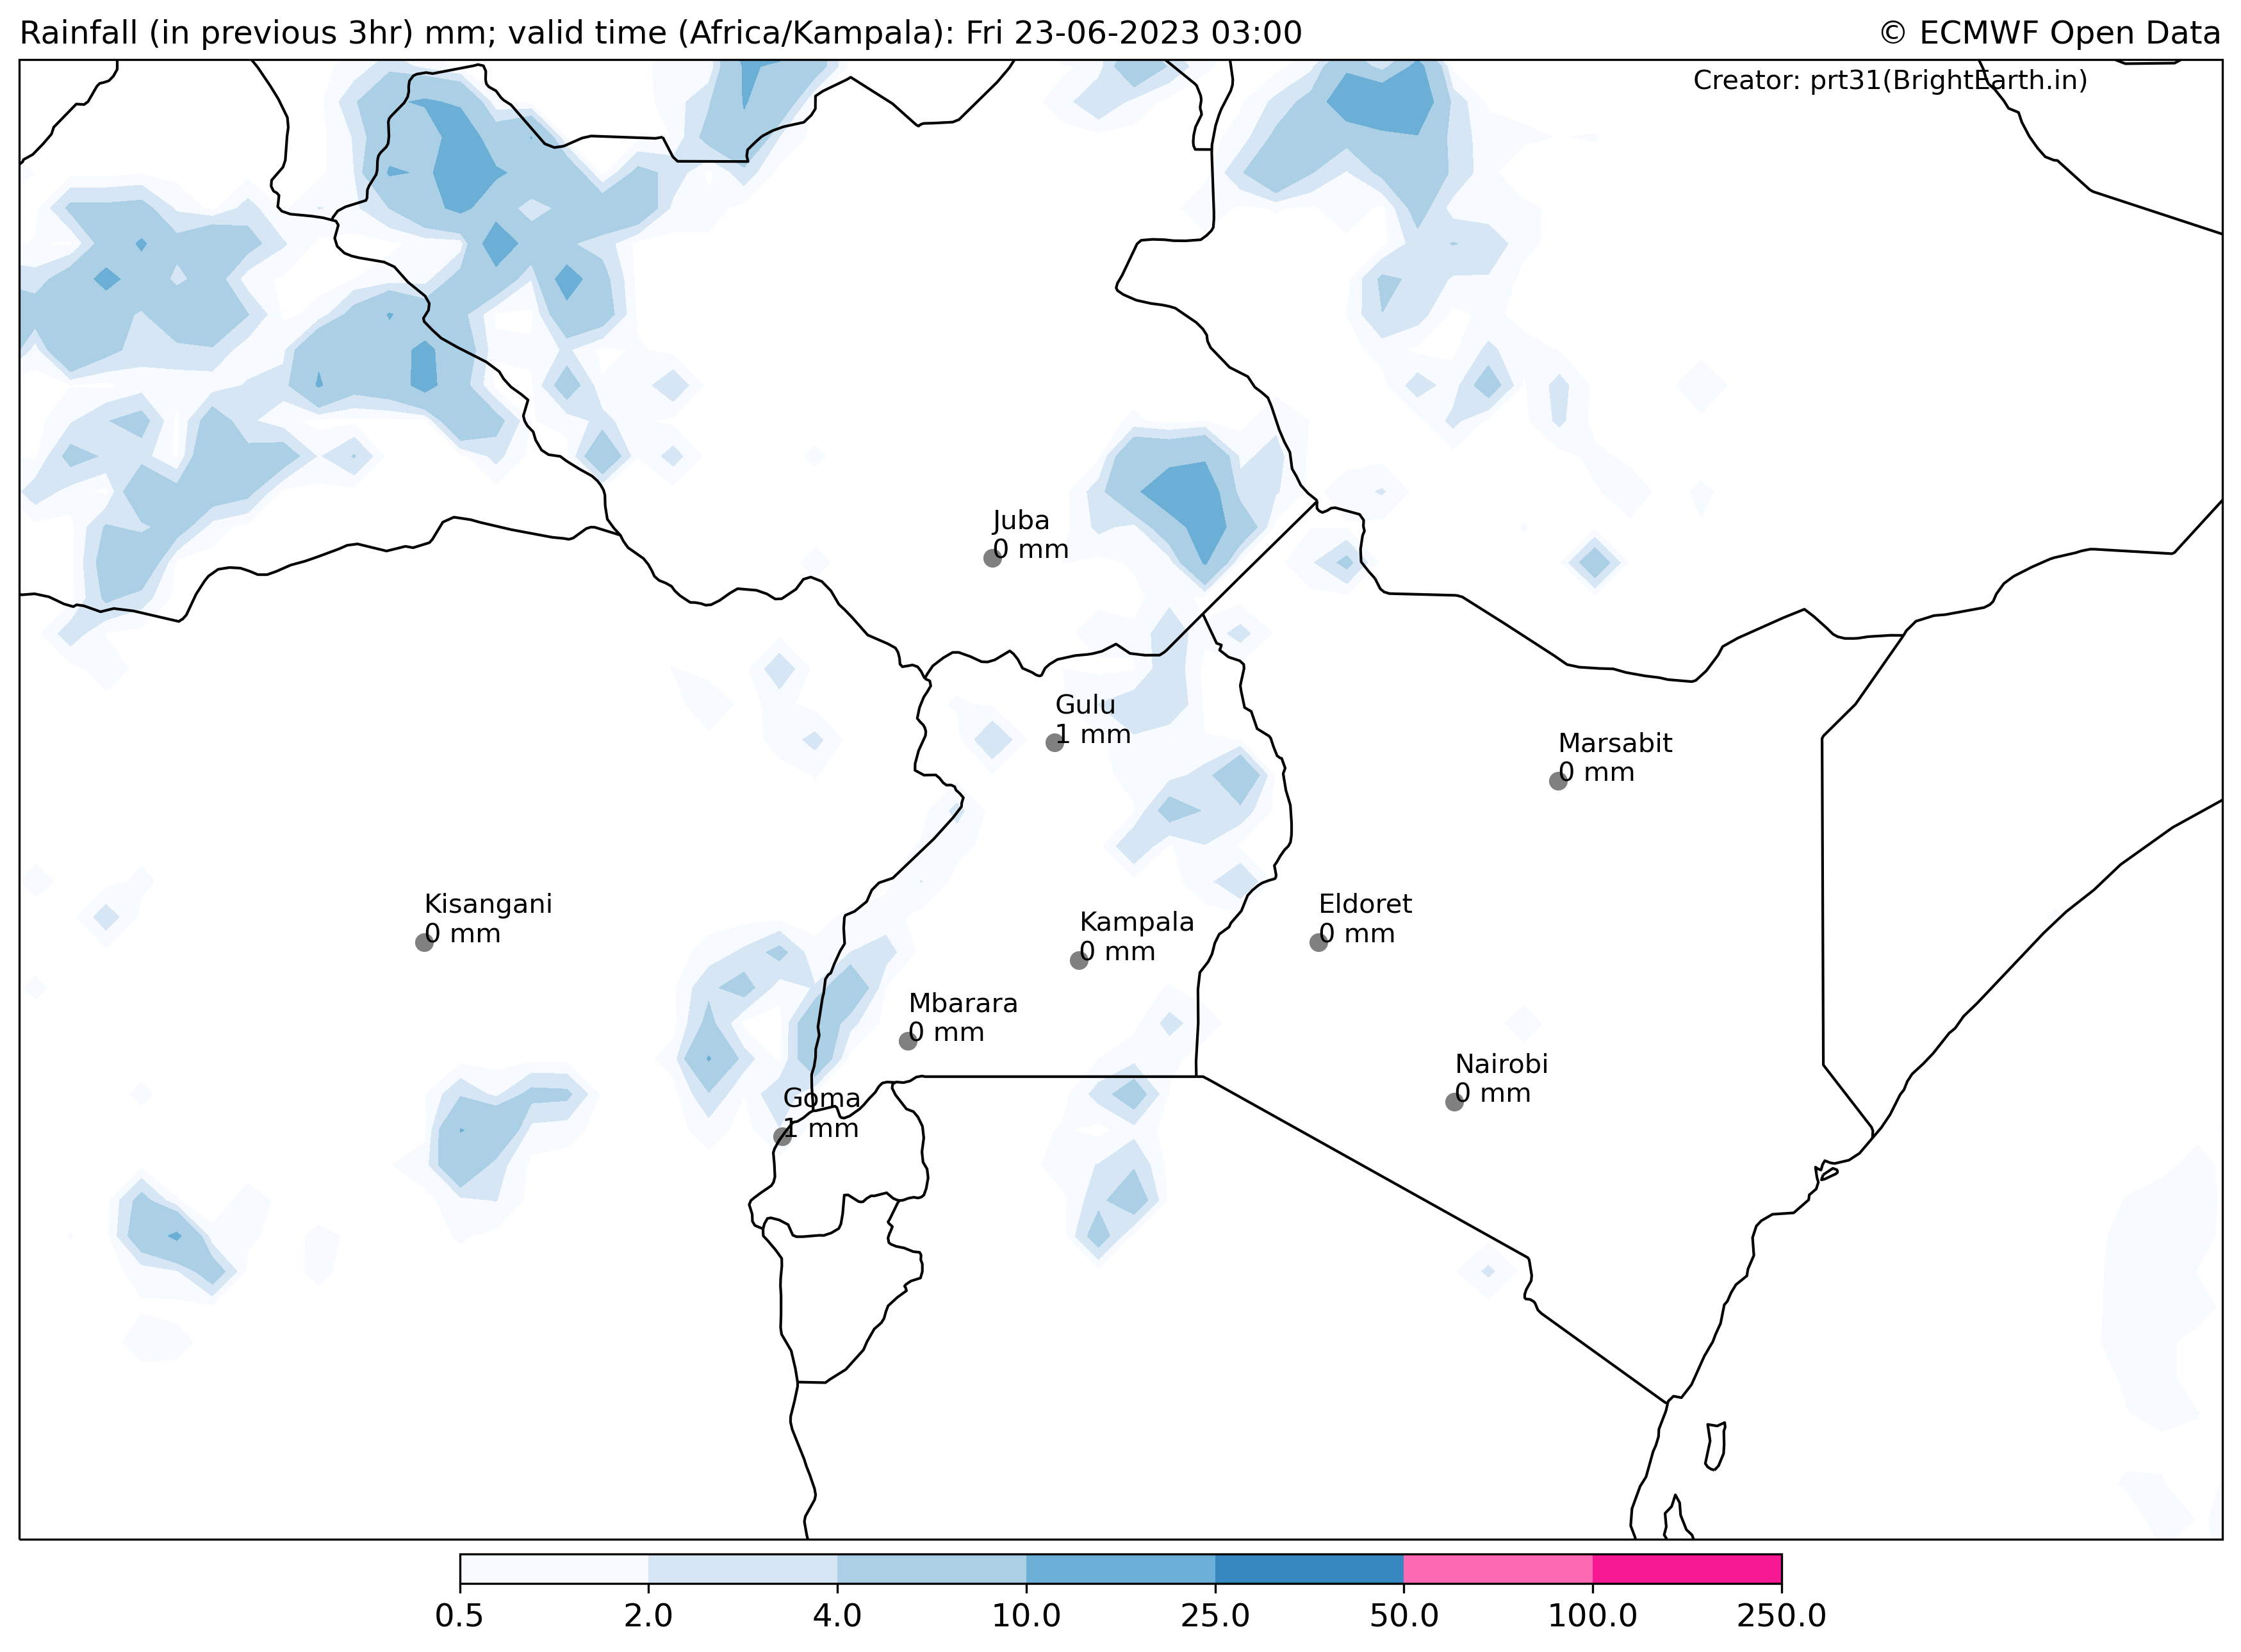 Rainfall (in previous 3hr) mm; valid time (Africa/Kampala): Fri 23-06-2023 03:00
© ECMWF Open Data
Creator: prt31(BrightEarth.in)
Juba
0 mm
Gulu
1 mm
Marsabit
0 mm
Kisangani
0 mm
Eldoret
0 mm
Kampala
0 mm
Mbarara
0 mm
Nairobi
0 mm
Goma
1 mm
0.5 2.0 4.0 10.0 25.0 50.0 100.0 250.0